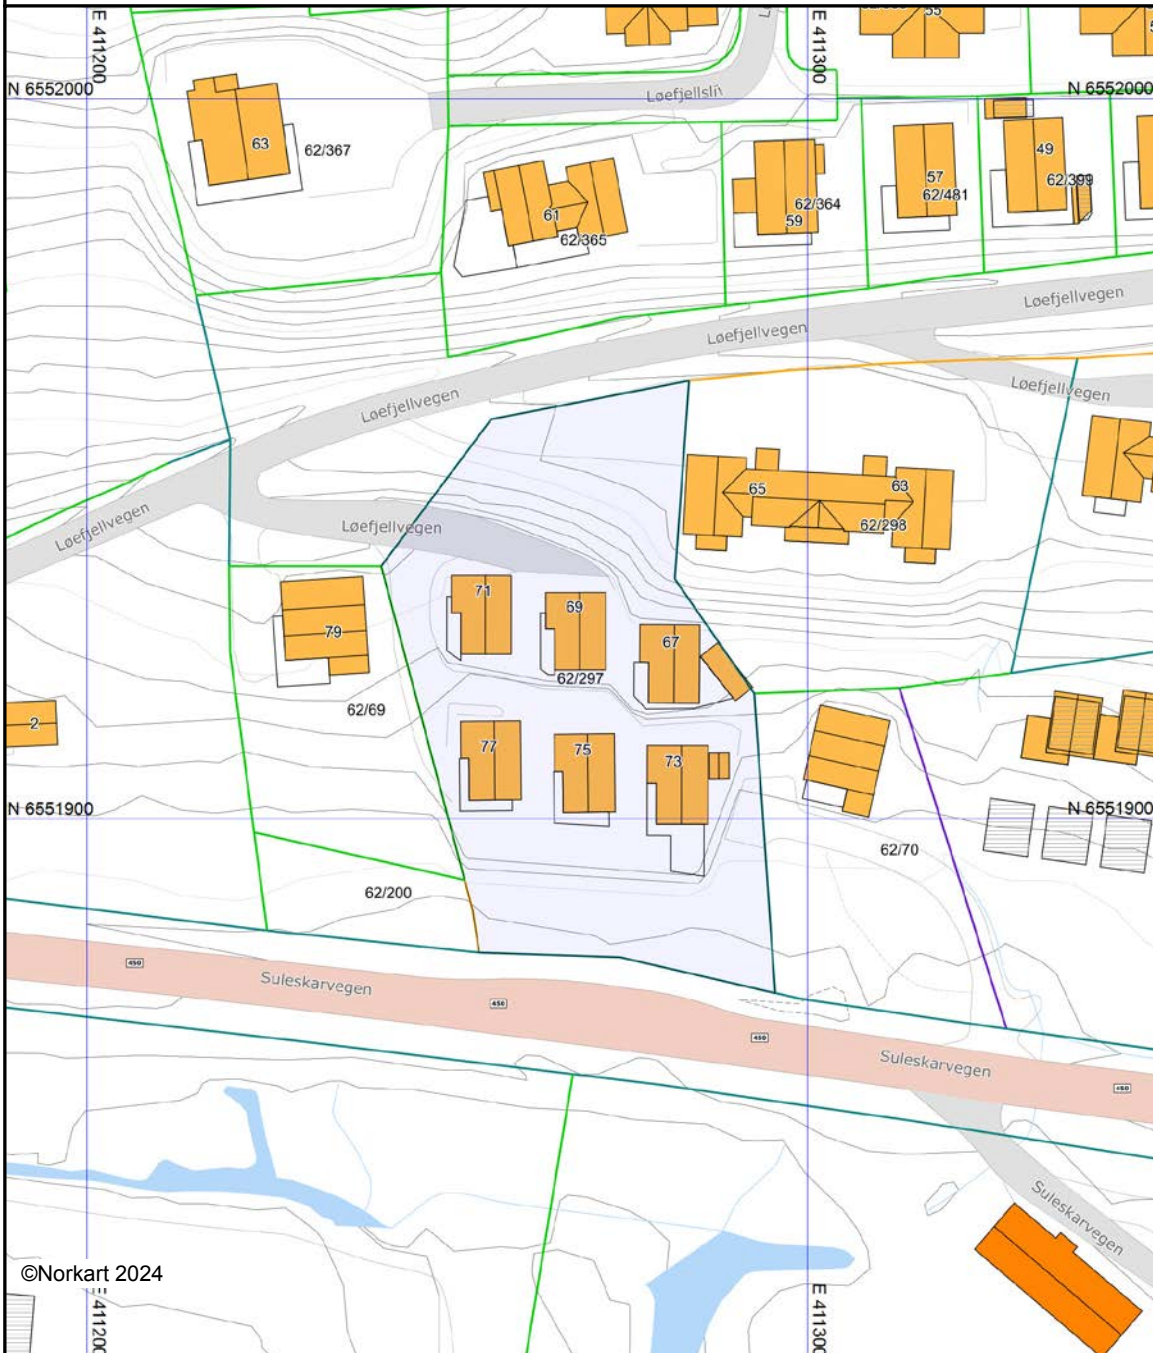 E 411200
E 411300
55
N 6552000
N 6552000
Løefjellsli
63
62/367
49
57
62/399
62/481
62/364
61
59
62/365
Løefjellvegen
Løefjellvegen
Løefjellvegen
Løefjellvegen
65
63
62/298
Løefjellvegen
Løefjellvegen
71
69
79
67
62/297
62/69
2
77
75
73
N 6551900
N 6551900
62/70
62/200
450
Suleskarvegen
450
450
Suleskarvegen
450
Suleskarvegen
©Norkart 2024
E 411200
E 411300